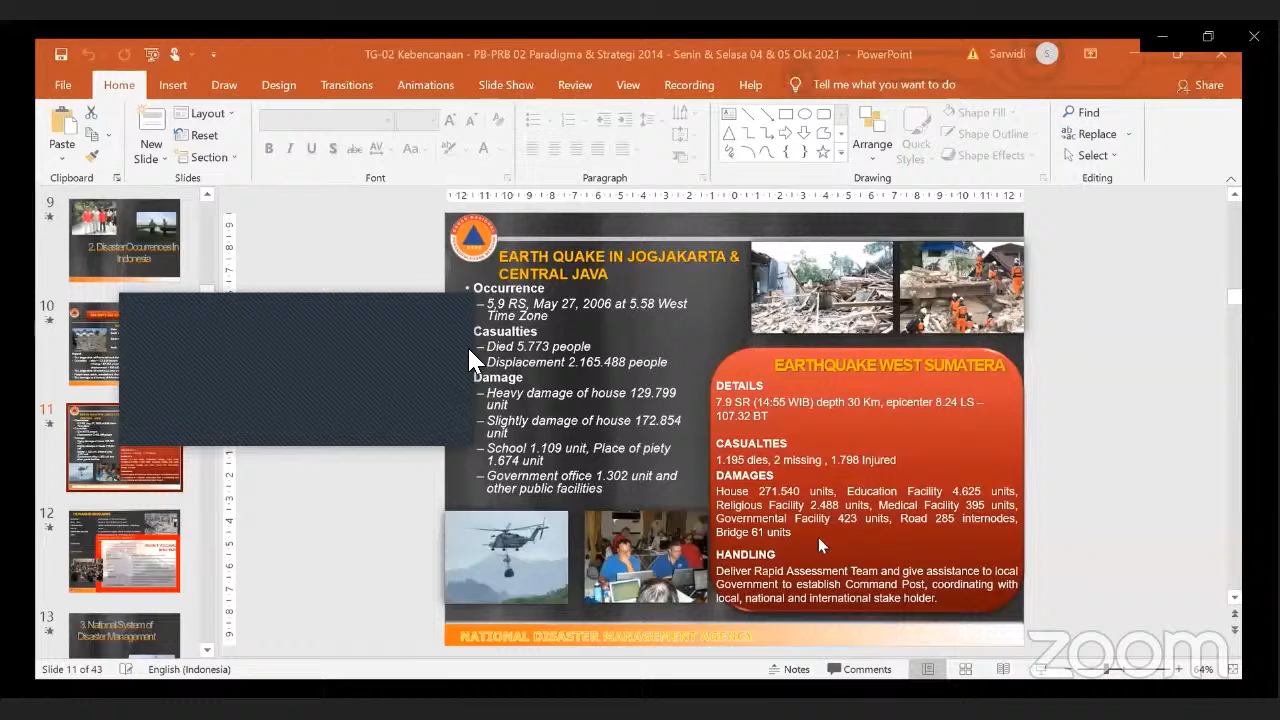 TG-02 Kebencanaan - PB-PRB 02 Paradigma & Strategi 2014 - Senin & Selasa 04 & 05 Okt 2021 - PowerPoint
Sarwidi
S
File
Home
Insert
Draw
Design
Transitions
Animations
Slide Show
Review
View
Recording
Help
Tell me what you want to do
Share
Paste
Clipboard
New
Slide
Layout
Reset
Section
Slides
Font
Paragraph
Arrange
Quick
Styles
Shape Fill
Shape Outline
Shape Effects
Drawing
Find
Replace
Select
Editing
9
2. Disaster Occurrences In
Indonesia
10
11
12
13
3. National System of
Disaster Management
EARTH QUAKE IN JOGJAKARTA &
CENTRAL JAVA
• Occurrence
– 5,9 RS, May 27, 2006 at 5.58 West
Time Zone
Casualties
– Died 5.773 people
– Displacement 2.165.488 people
Damage
– Heavy damage of house 129.799
unit
– Slightly damage of house 172.854
unit
– School 1.109 unit, Place of piety
1.674 unit
– Government office 1.302 unit and
other public facilities
EARTHQUAKE WEST SUMATERA
DETAILS
7.9 SR (14:55 WIB) depth 30 Km, epicenter 8.24 LS –
107.32 BT
CASUALTIES
1.195 dies, 2 missing , 1.798 Injured
DAMAGES
House 271.540 units, Education Facility 4.625 units,
Religious Facility 2.488 units, Medical Facility 395 units,
Governmental Facility 423 units, Road 285 internodes,
Bridge 61 units
HANDLING
Deliver Rapid Assessment Team and give assistance to local
Government to establish Command Post, coordinating with
local, national and international stake holder.
NATIONAL DISASTER MANAGEMENT AGENCY
Slide 11 of 43
English (Indonesia)
Notes
Comments
64%
zoom